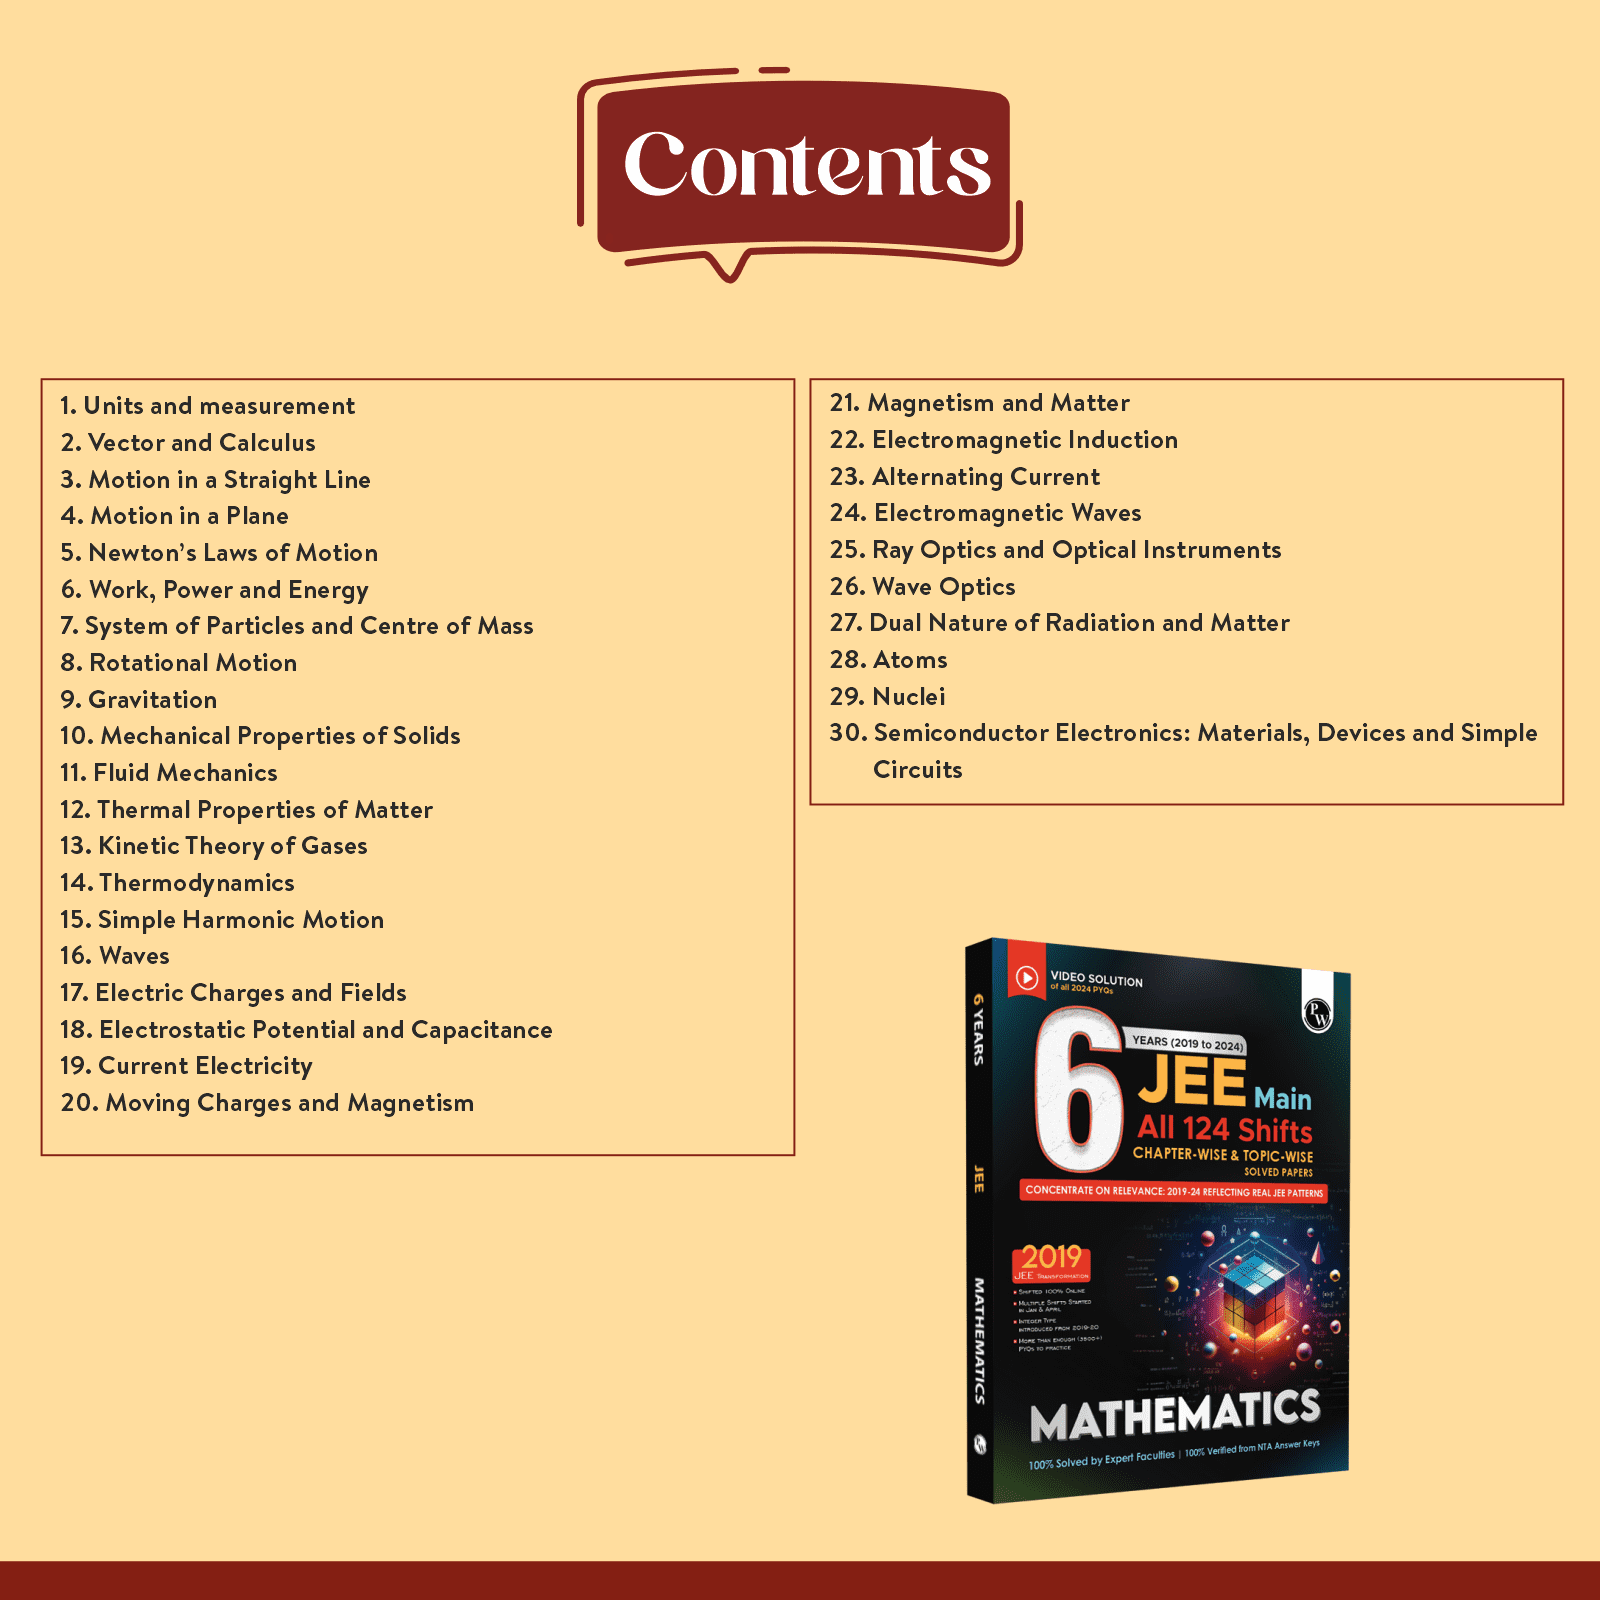 Contents
1. Units and measurement
2. Vector and Calculus
3. Motion in a Straight Line
4. Motion in a Plane
5. Newton’s Laws of Motion
6. Work, Power and Energy
7. System of Particles and Centre of Mass
8. Rotational Motion
9. Gravitation
10. Mechanical Properties of Solids
11. Fluid Mechanics
12. Thermal Properties of Matter
13. Kinetic Theory of Gases
14. Thermodynamics
15. Simple Harmonic Motion
16. Waves
17. Electric Charges and Fields
18. Electrostatic Potential and Capacitance
19. Current Electricity
20. Moving Charges and Magnetism
21. Magnetism and Matter
22. Electromagnetic Induction
23. Alternating Current
24. Electromagnetic Waves
25. Ray Optics and Optical Instruments
26. Wave Optics
27. Dual Nature of Radiation and Matter
28. Atoms
29. Nuclei
30. Semiconductor Electronics: Materials, Devices and Simple
Circuits
6 YEARS
JEE
MATHEMATICS
PW
VIDEO SOLUTION
of all 2024 PYQs
PW
6
YEARS (2019 to 2024)
JEE Main
All 124 Shifts
CHAPTER-WISE & TOPIC-WISE
SOLVED PAPERS
CONCENTRATE ON RELEVANCE: 2019-24 REFLECTING REAL JEE PATTERNS
2019
JEE TRANSFORMATION
SHIFTED 100% ONLINE
MULTIPLE SHIFTS STARTED
IN JAN & APRIL
INTEGER TYPE
INTRODUCED FROM 2019-20
MORE THAN ENOUGH (3500+)
PYQS TO PRACTICE
MATHEMATICS
100% Solved by Expert Faculties | 100% Verified from NTA Answer Keys